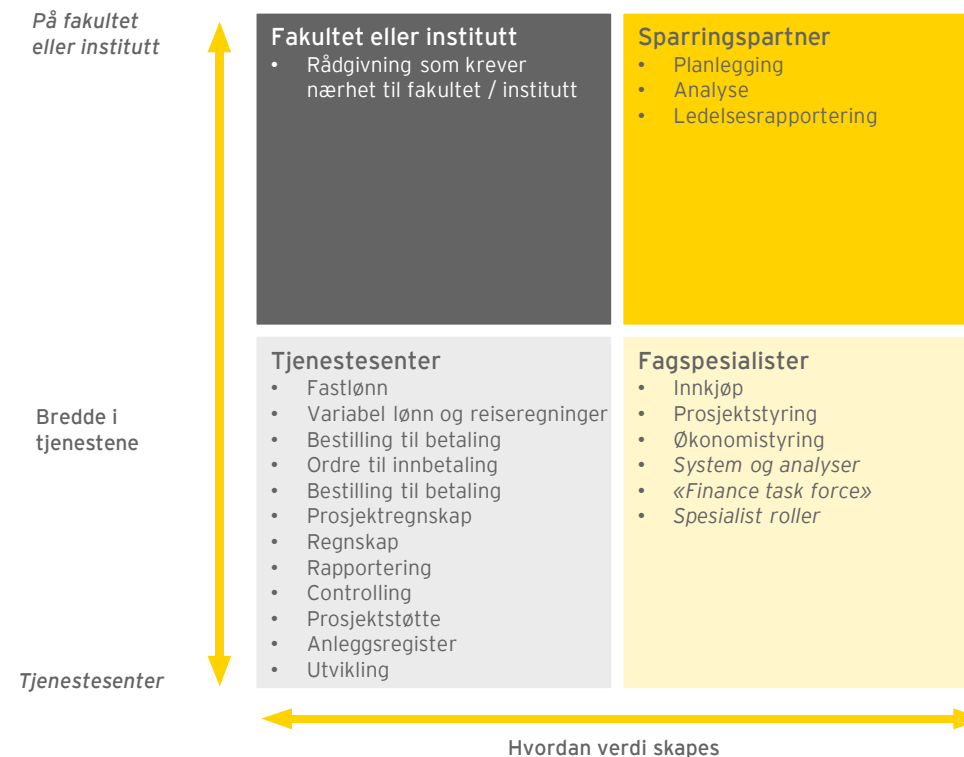 På fakultet
eller institutt
Fakultet eller institutt
• Rådgivning som krever
nærhet til fakultet / institutt
Sparringspartner
• Planlegging
• Analyse
• Ledelsesrapportering
Bredde i
tjenestene
Tjenestesenter
• Fastlønn
• Variabel lønn og reiseregninger
• Bestilling til betaling
• Ordre til innbetaling
• Bestilling til betaling
• Prosjektregnskap
• Regnskap
• Rapportering
• Controlling
• Prosjektstøtte
• Anleggsregister
• Utvikling
Fagspesialister
• Innkjøp
• Prosjektstyring
• Økonomistyring
• System og analyser
• «Finance task force»
• Spesialist roller
Tjenestesenter
Hvordan verdi skapes